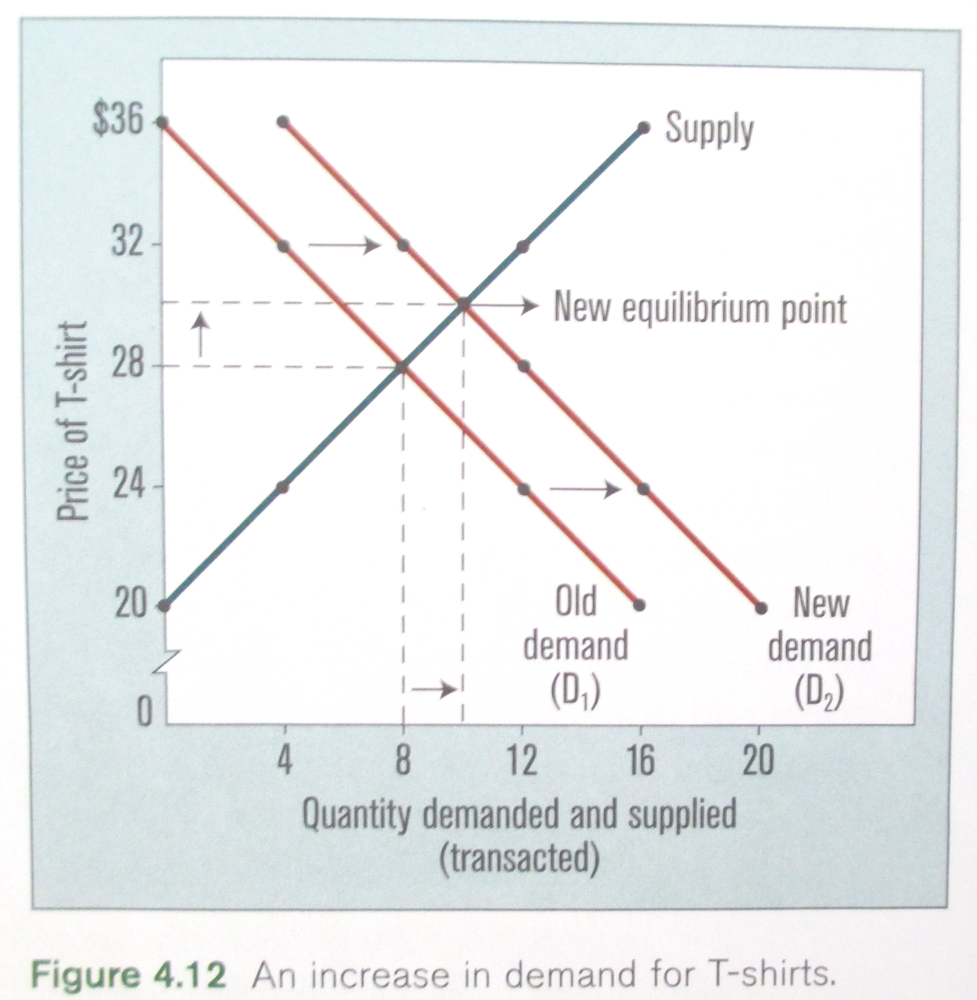 $36
32
28
24
20
0
Price of T-shirt
Supply
New equilibrium point
Old
demand
(D₁)
New
demand
(D₂)
4 8 12 16 20
Quantity demanded and supplied
(transacted)
Figure 4.12 An increase in demand for T-shirts.